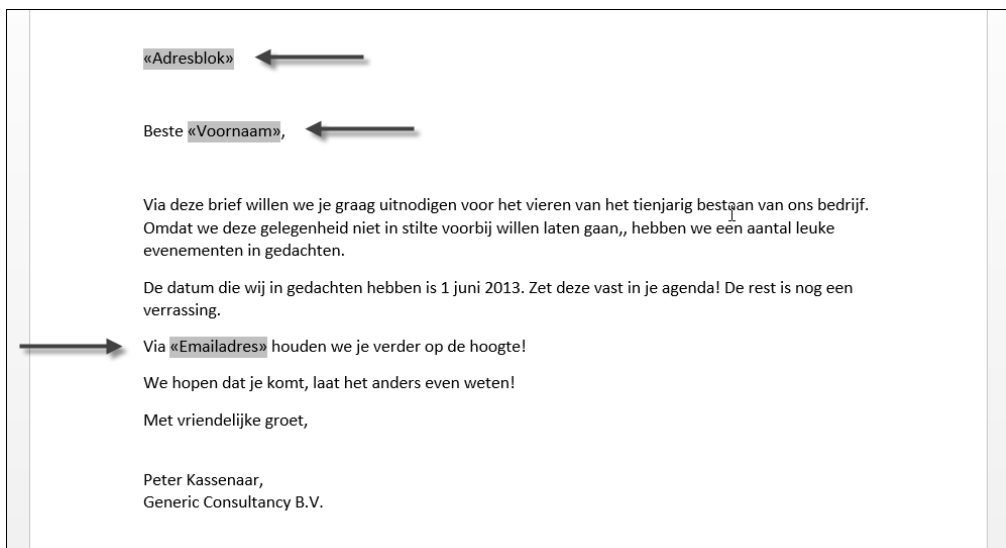 «Adresblok»
Beste «Voornaam»,
Via deze brief willen we je graag uitnodigen voor het vieren van het tienjarig bestaan van ons bedrijf.
Omdat we deze gelegenheid niet in stilte voorbij willen laten gaan,, hebben we een aantal leuke
evenementen in gedachten.
De datum die wij in gedachten hebben is 1 juni 2013. Zet deze vast in je agenda! De rest is nog een
verrassing.
Via «Emailadres» houden we je verder op de hoogte!
We hopen dat je komt, laat het anders even weten!
Met vriendelijke groet,
Peter Kassenaar,
Generic Consultancy B.V.